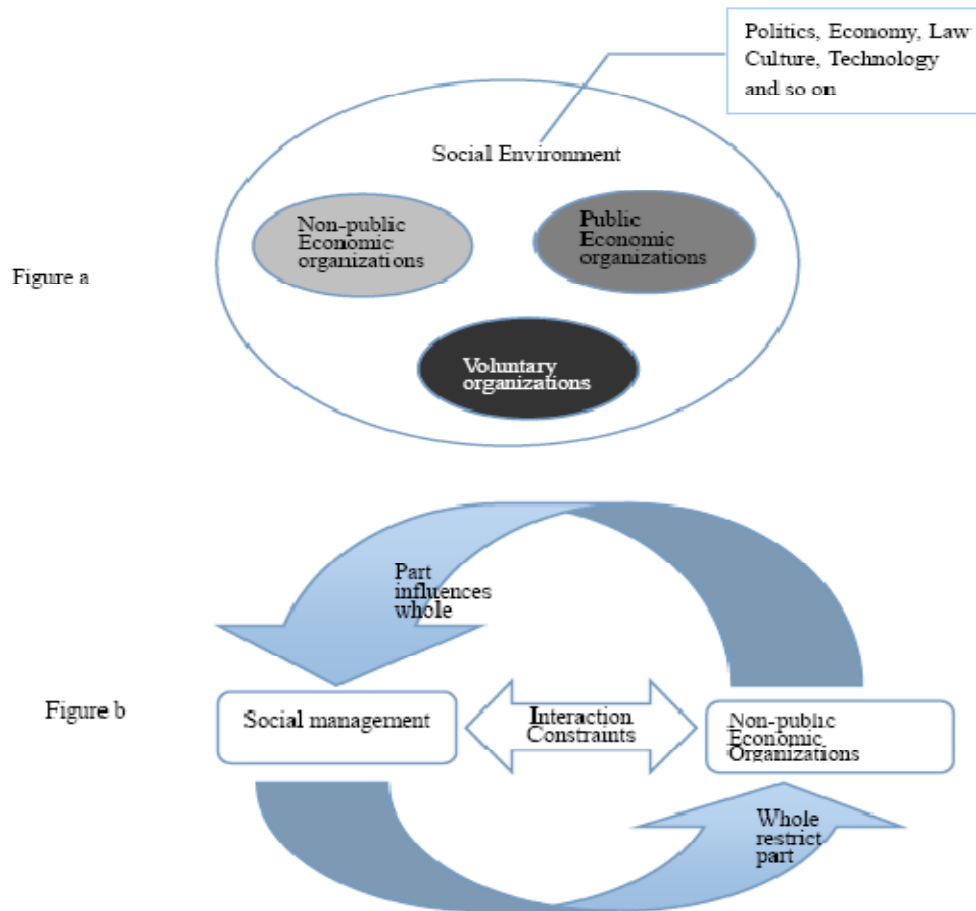 Politics, Economy, Law
Culture, Technology
and so on
Social Environment
Non-public
Economic
organizations
Public
Economic
organizations
Figure a
Voluntary
organizations
Part
influences
whole
Figure b
Social management
Interaction
Constraints
Non-public
Economic
Organizations
Whole
restrict
part